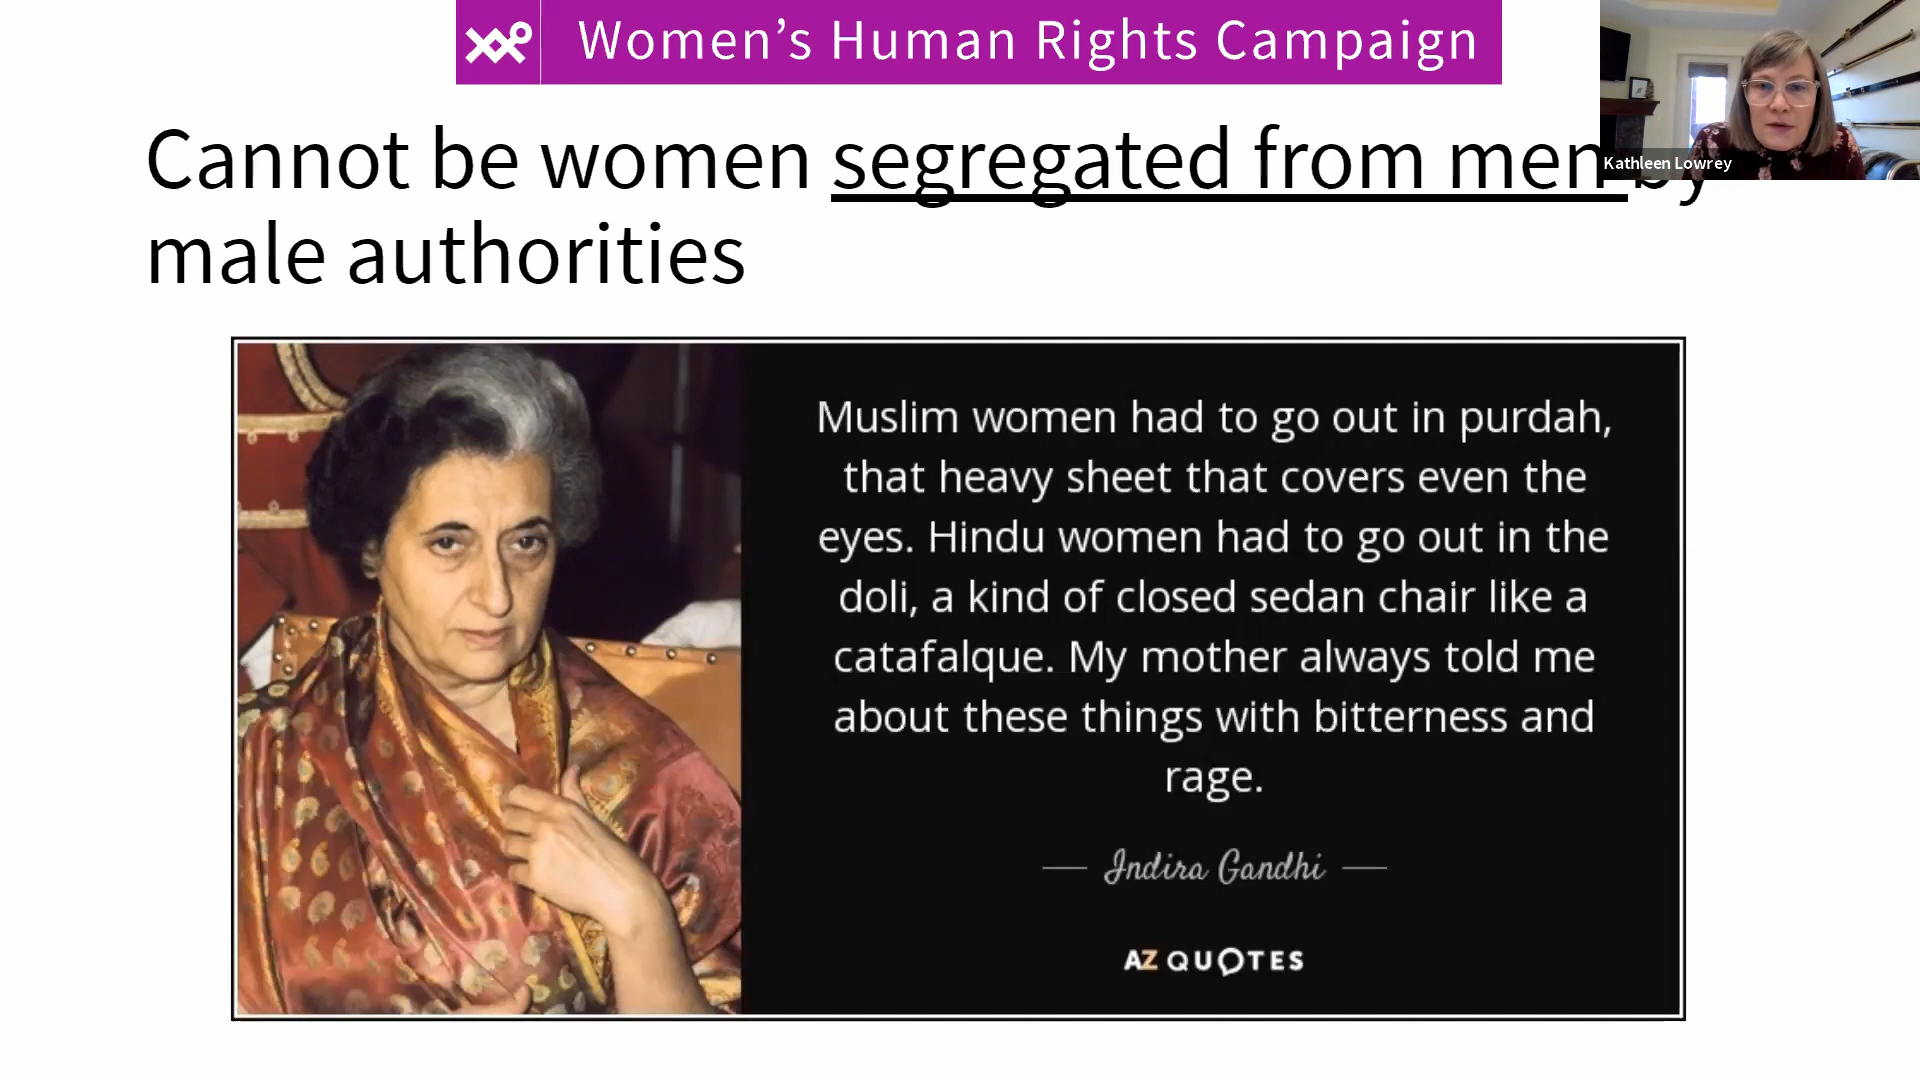 Women's Human Rights Campaign
Kathleen Lowrey
Cannot be women segregated from men by
male authorities
Muslim women had to go out in purdah,
that heavy sheet that covers even the
eyes. Hindu women had to go out in the
doli, a kind of closed sedan chair like a
catafalque. My mother always told me
about these things with bitterness and
rage.
Indira Gandhi
AZ QUOTES